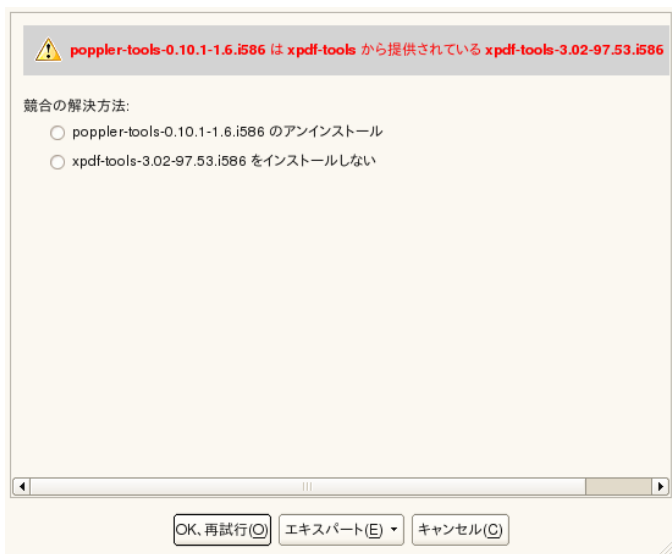 poppler-tools-0.10.1-1.6.i586 は xpdf-tools から提供されている xpdf-tools-3.02-97.53.i586
競合の解決方法:
poppler-tools-0.10.1-1.6.i586 のアンインストール
xpdf-tools-3.02-97.53.i586 をインストールしない
OK、再試行(O) エキスパート(E) キャンセル(C)